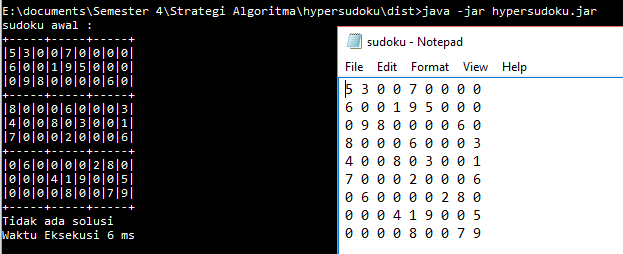 E:\documents\Semester 4\Strategi Algoritma\hypersudoku\dist>java -jar hypersudoku.jar
sudoku awal :
+-----+-----+-----+
|5|3|0|0|7|0|0|0|0|
|6|0|0|1|9|5|0|0|0|
|0|9|8|0|0|0|0|6|0|
+-----+-----+-----+
|8|0|0|0|6|0|0|0|3|
|4|0|0|8|0|3|0|0|1|
|7|0|0|0|2|0|0|0|6|
+-----+-----+-----+
|0|6|0|0|0|0|2|8|0|
|0|0|0|4|1|9|0|0|5|
|0|0|0|0|8|0|0|7|9|
+-----+-----+-----+
Tidak ada solusi
Waktu Eksekusi 6 ms
sudoku - Notepad
File Edit Format View Help
5 3 0 0 7 0 0 0 0
6 0 0 1 9 5 0 0 0
0 9 8 0 0 0 0 6 0
8 0 0 0 6 0 0 0 3
4 0 0 8 0 3 0 0 1
7 0 0 0 2 0 0 0 6
0 6 0 0 0 0 2 8 0
0 0 0 4 1 9 0 0 5
0 0 0 0 8 0 0 7 9